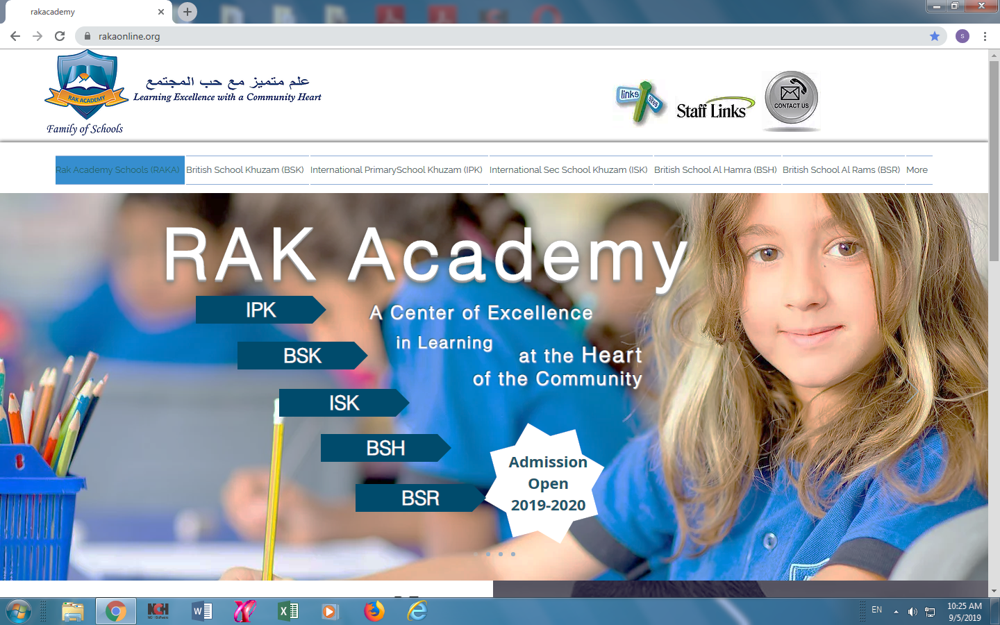 rakacademy
rakaonline.org
S
RAK ACADEMY
Family of Schools
علم متميز مع حب المجتمع
Learning Excellence with a Community Heart
links
sites
Staff Links
CONTACT US
Rak Academy Schools (RAKA)
British School Khuzam (BSK)
International PrimarySchool Khuzam (IPK)
International Sec School Khuzam (ISK)
British School Al Hamra (BSH)
British School Al Rams (BSR)
More
RAK Academy
IPK
A Center of Excellence
in Learning
at the Heart
of the Community
BSK
ISK
BSH
BSR
Admission
Open
2019-2020
NCH
EN
10:25 AM
9/5/2019